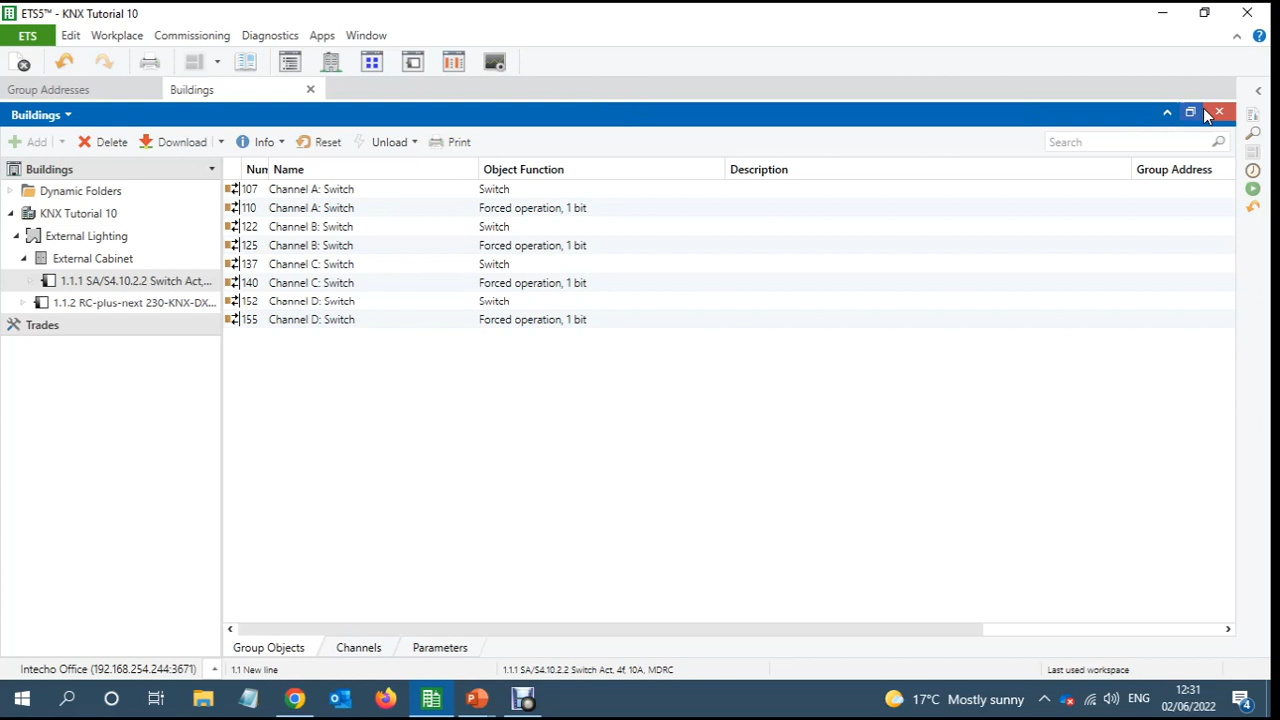 ETS5™ - KNX Tutorial 10
ETS Edit Workplace Commissioning Diagnostics Apps Window
Group Addresses Buildings
Buildings
Add Delete Download Info Reset Unload Print Search
Buildings Num Name Object Function Description Group Address
Dynamic Folders
KNX Tutorial 10
External Lighting
External Cabinet
1.1.1 SA/S4.10.2.2 Switch Act,...
1.1.2 RC-plus-next 230-KNX-DX...
Trades
107 Channel A: Switch Switch
110 Channel A: Switch Forced operation, 1 bit
122 Channel B: Switch Switch
125 Channel B: Switch Forced operation, 1 bit
137 Channel C: Switch Switch
140 Channel C: Switch Forced operation, 1 bit
152 Channel D: Switch Switch
155 Channel D: Switch Forced operation, 1 bit
Group Objects Channels Parameters
Intecho Office (192.168.254.244:3671) 1.1 New line 1.1.1 SA/S4.10.2.2 Switch Act, 4f, 10A, MDRC Last used workspace
17°C Mostly sunny ENG 12:31
02/06/2022 4